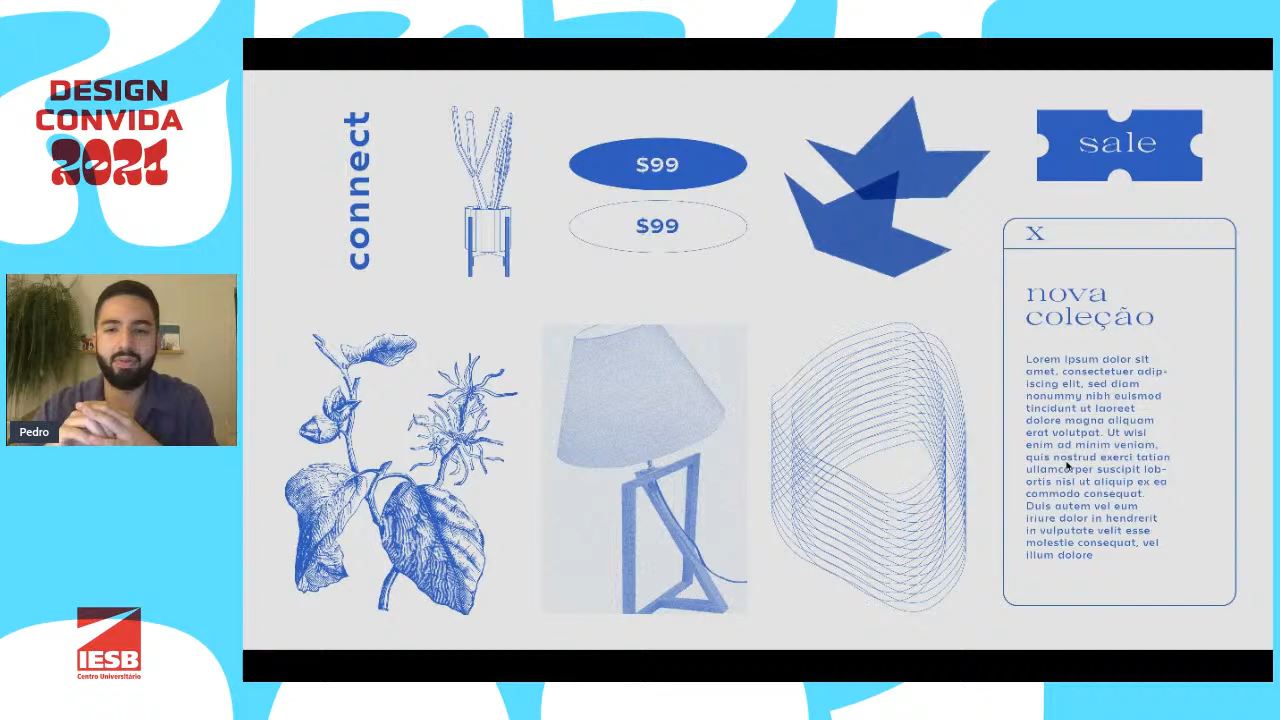 DESIGN
CONVIDA
2021
Pedro
IESB
Centro Universitário
connect
$99
$99
sale
X
nova
coleção
Lorem ipsum dolor sit
amet, consectetuer adip-
iscing elit, sed diam
nonummy nibh euismod
tincidunt ut laoreet
dolore magna aliquam
erat volutpat. Ut wisi
enim ad minim veniam,
quis nostrud exerci tation
ullamcorper suscipit lob-
ortis nisl ut aliquip ex ea
commodo consequat.
Duis autem vel eum
iriure dolor in hendrerit
in vulputate velit esse
molestie consequat, vel
illum dolore